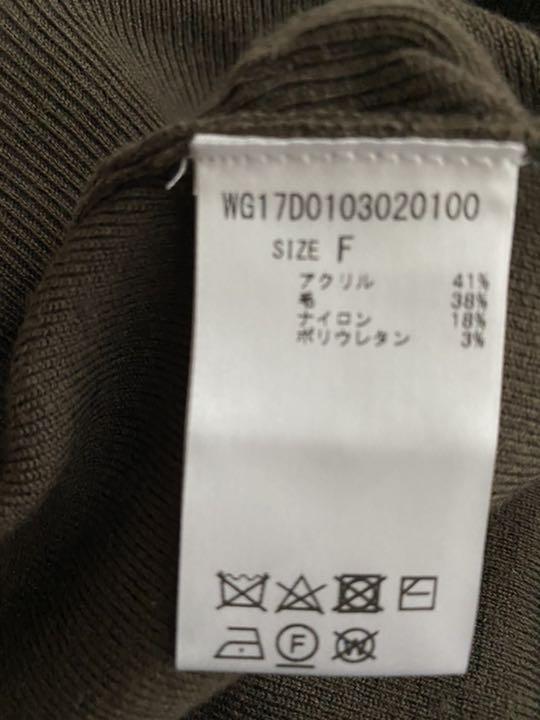 WG17D0103020100
SIZE F
アクリル 41%
毛 38%
ナイロン 18%
ポリウレタン 3%
F W